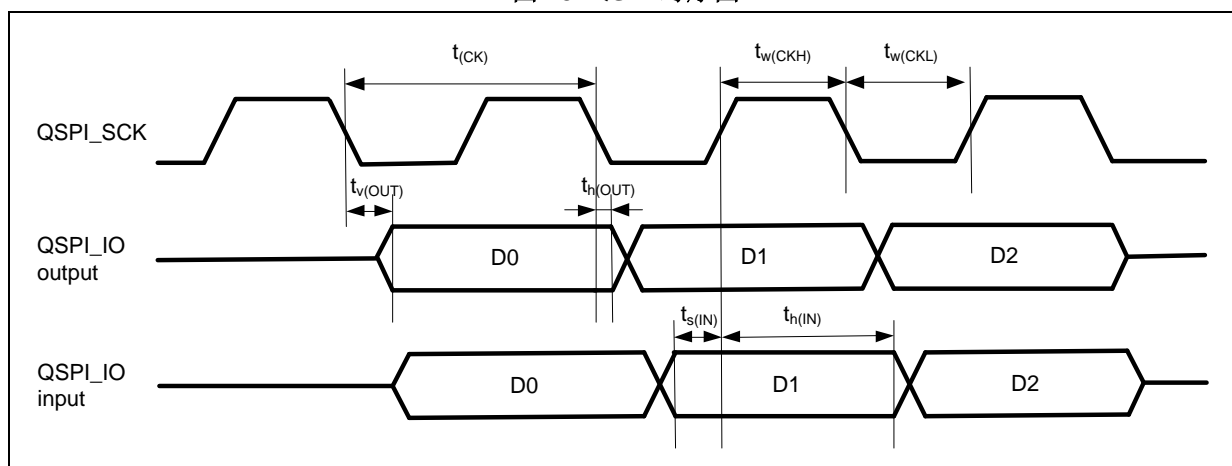 t(CK)
tw(CKH)
tw(CKL)
QSPI_SCK
tv(OUT)
th(OUT)
QSPI_IO
output
D0
D1
D2
ts(IN)
th(IN)
QSPI_IO
input
D0
D1
D2